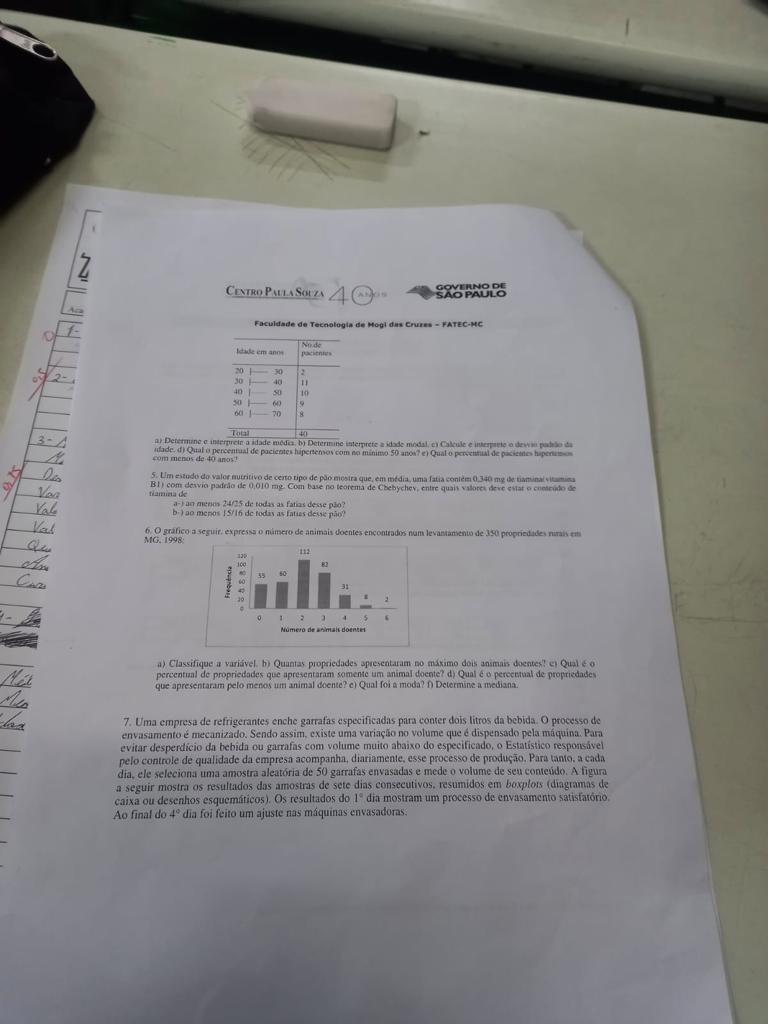 CENTRO PAULA SOUZA 40 ANOS GOVERNO DE SÃO PAULO
Faculdade de Tecnologia de Mogi das Cruzes – FATEC-MC
Idade em anos No.de pacientes
20 |—— 30 2
30 |—— 40 11
40 |—— 50 10
50 |—— 60 9
60 |—— 70 8
Total 40
a) Determine e interprete a idade média. b) Determine interprete a idade modal. c) Calcule e interprete o desvio padrão da
idade. d) Qual o percentual de pacientes hipertensos com no mínimo 50 anos? e) Qual o percentual de pacientes hipertensos
com menos de 40 anos?
5. Um estudo do valor nutritivo de certo tipo de pão mostra que, em média, uma fatia contém 0,340 mg de tiamina(vitamina
B1) com desvio padrão de 0,010 mg. Com base no teorema de Chebychev, entre quais valores deve estar o conteúdo de
tiamina de
a-) ao menos 24/25 de todas as fatias desse pão?
b-) ao menos 15/16 de todas as fatias desse pão?
6. O gráfico a seguir, expressa o número de animais doentes encontrados num levantamento de 350 propriedades rurais em
MG, 1998:
Frequência
120
100
80
60
40
20
0
55 60 112 82 31 8 2
0 1 2 3 4 5 6
Número de animais doentes
a) Classifique a variável. b) Quantas propriedades apresentaram no máximo dois animais doentes? c) Qual é o
percentual de propriedades que apresentaram somente um animal doente? d) Qual é o percentual de propriedades
que apresentaram pelo menos um animal doente? e) Qual foi a moda? f) Determine a mediana.
7. Uma empresa de refrigerantes enche garrafas especificadas para conter dois litros da bebida. O processo de
envasamento é mecanizado. Sendo assim, existe uma variação no volume que é dispensado pela máquina. Para
evitar desperdício da bebida ou garrafas com volume muito abaixo do especificado, o Estatístico responsável
pelo controle de qualidade da empresa acompanha, diariamente, esse processo de produção. Para tanto, a cada
dia, ele seleciona uma amostra aleatória de 50 garrafas envasadas e mede o volume de seu conteúdo. A figura
a seguir mostra os resultados das amostras de sete dias consecutivos, resumidos em boxplots (diagramas de
caixa ou desenhos esquemáticos). Os resultados do 1° dia mostram um processo de envasamento satisfatório.
Ao final do 4° dia foi feito um ajuste nas máquinas envasadoras.
Aca
1-
2-
3-